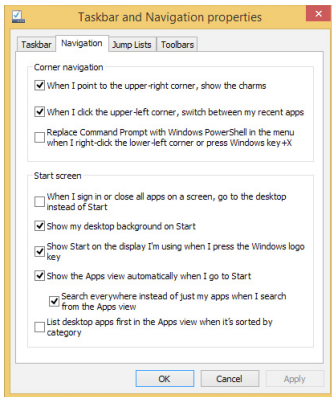 Taskbar and Navigation properties
Taskbar Navigation Jump Lists Toolbars
Corner navigation
When I point to the upper-right corner, show the charms
When I click the upper-left corner, switch between my recent apps
Replace Command Prompt with Windows PowerShell in the menu
when I right-click the lower-left corner or press Windows key+X
Start screen
When I sign in or close all apps on a screen, go to the desktop
instead of Start
Show my desktop background on Start
Show Start on the display I'm using when I press the Windows logo
key
Show the Apps view automatically when I go to Start
Search everywhere instead of just my apps when I search
from the Apps view
List desktop apps first in the Apps view when it's sorted by
category
OK Cancel Apply